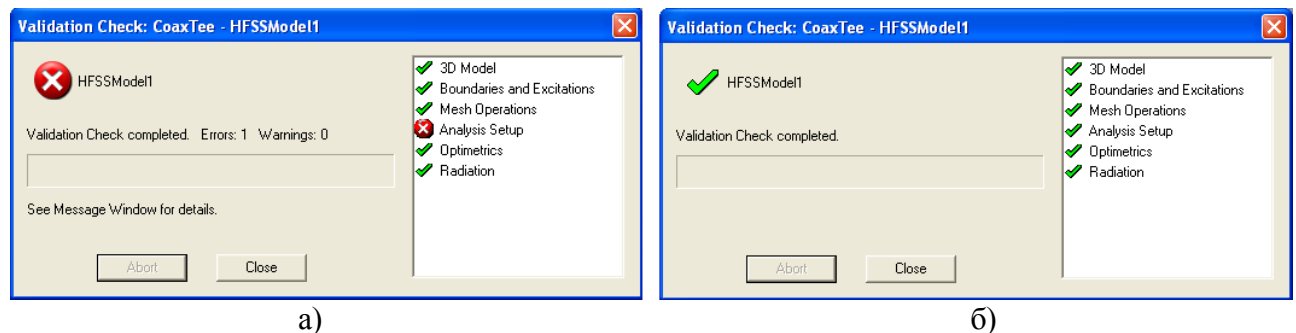 Validation Check: CoaxTee - HFSSModel1
HFSSModel1
Validation Check completed. Errors: 1 Warnings: 0
See Message Window for details.
Abort
Close
3D Model
Boundaries and Excitations
Mesh Operations
Analysis Setup
Optimetrics
Radiation
а)
Validation Check: CoaxTee - HFSSModel1
HFSSModel1
Validation Check completed.
Abort
Close
3D Model
Boundaries and Excitations
Mesh Operations
Analysis Setup
Optimetrics
Radiation
б)